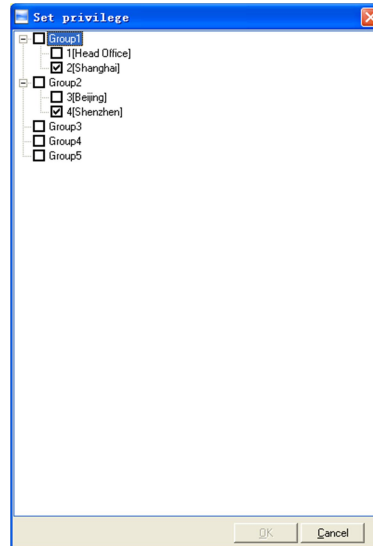 Set privilege
Group1
1[Head Office]
2[Shanghai]
Group2
3[Beijing]
4[Shenzhen]
Group3
Group4
Group5
OK
Cancel